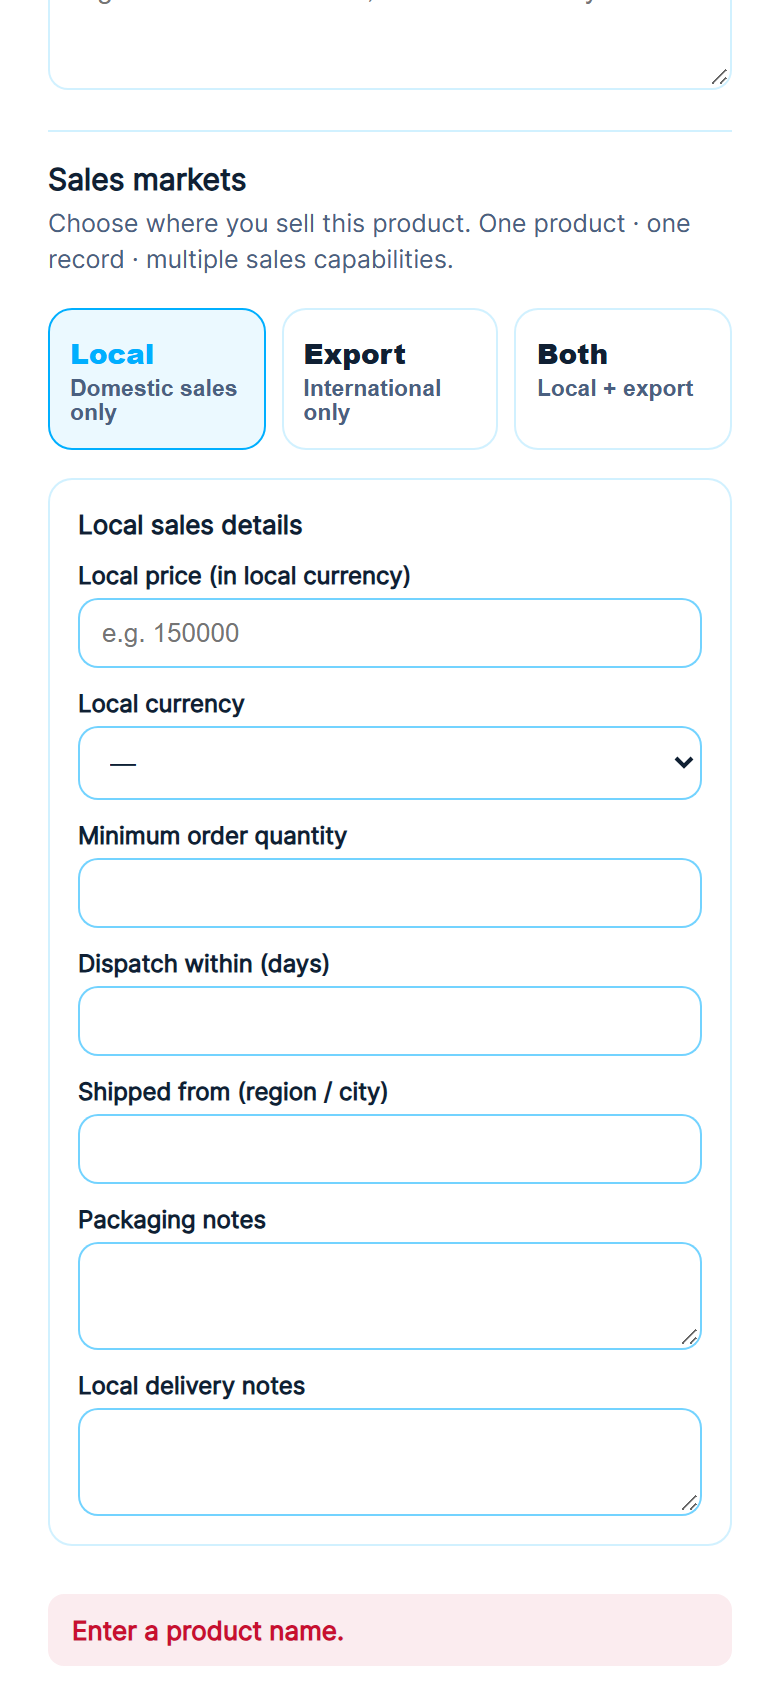 Sales markets
Choose where you sell this product. One product · one
record · multiple sales capabilities.
Local
Domestic sales
only
Export
International
only
Both
Local + export
Local sales details
Local price (in local currency)
e.g. 150000
Local currency
—
Minimum order quantity
Dispatch within (days)
Shipped from (region / city)
Packaging notes
Local delivery notes
Enter a product name.